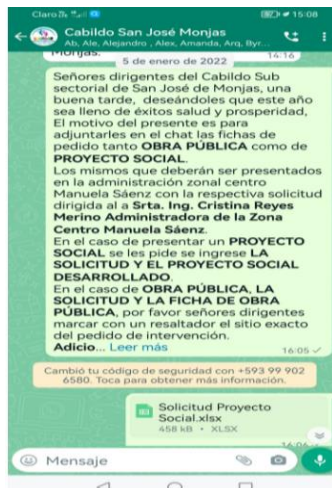 Claro 15:08
Cabildo San José Monjas
Ab, Ale, Alejandro , Alex, Amanda, Arq, Byr...
Monjas. 14:16
5 de enero de 2022
Señores dirigentes del Cabildo Sub
sectorial de San José de Monjas, una
buena tarde, deseándoles que este año
sea lleno de éxitos salud y prosperidad,
El motivo del presente es para
adjuntarles en el chat las fichas de
pedido tanto OBRA PÚBLICA como de
PROYECTO SOCIAL.
Los mismos que deberán ser presentados
en la administración zonal centro
Manuela Sáenz con la respectiva solicitud
dirigida al a Srta. Ing. Cristina Reyes
Merino Administradora de la Zona
Centro Manuela Sáenz.
En el caso de presentar un PROYECTO
SOCIAL se les pide se ingrese LA
SOLICITUD Y EL PROYECTO SOCIAL
DESARROLLADO.
En el caso de OBRA PÚBLICA, LA
SOLICITUD Y LA FICHA DE OBRA
PÚBLICA, por favor señores dirigentes
marcar con un resaltador el sitio exacto
del pedido de intervención.
Adicio... Leer más 16:05
Cambió tu código de seguridad con +593 99 902
6580. Toca para obtener más información.
Solicitud Proyecto
Social.xlsx
458 kB • XLSX
16:06
Mensaje